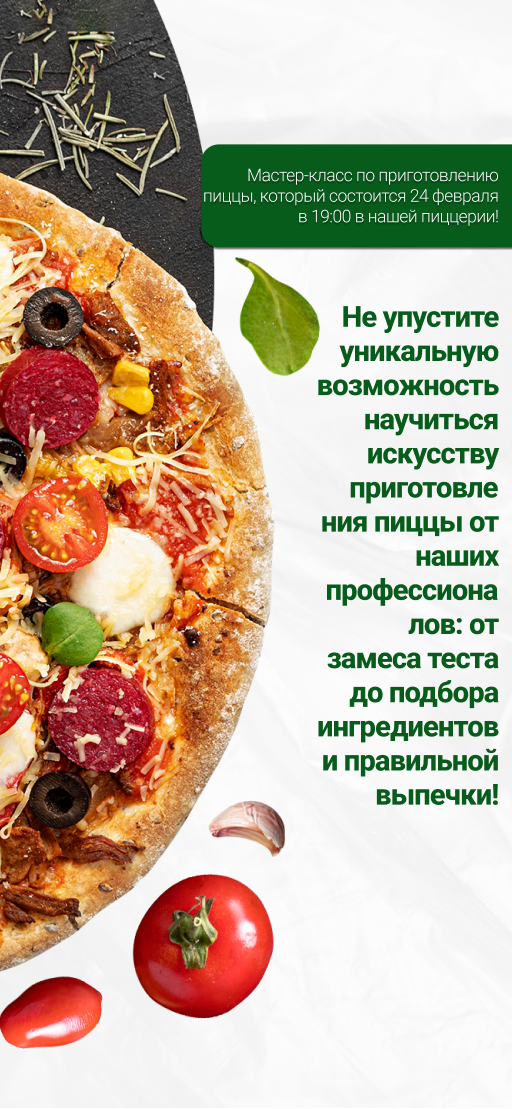 Мастер-класс по приготовлению
пиццы, который состоится 24 февраля
в 19:00 в нашей пиццерии!
Не упустите
уникальную
возможность
научиться
искусству
приготовле
ния пиццы от
наших
профессиона
лов: от
замеса теста
до подбора
ингредиентов
и правильной
выпечки!